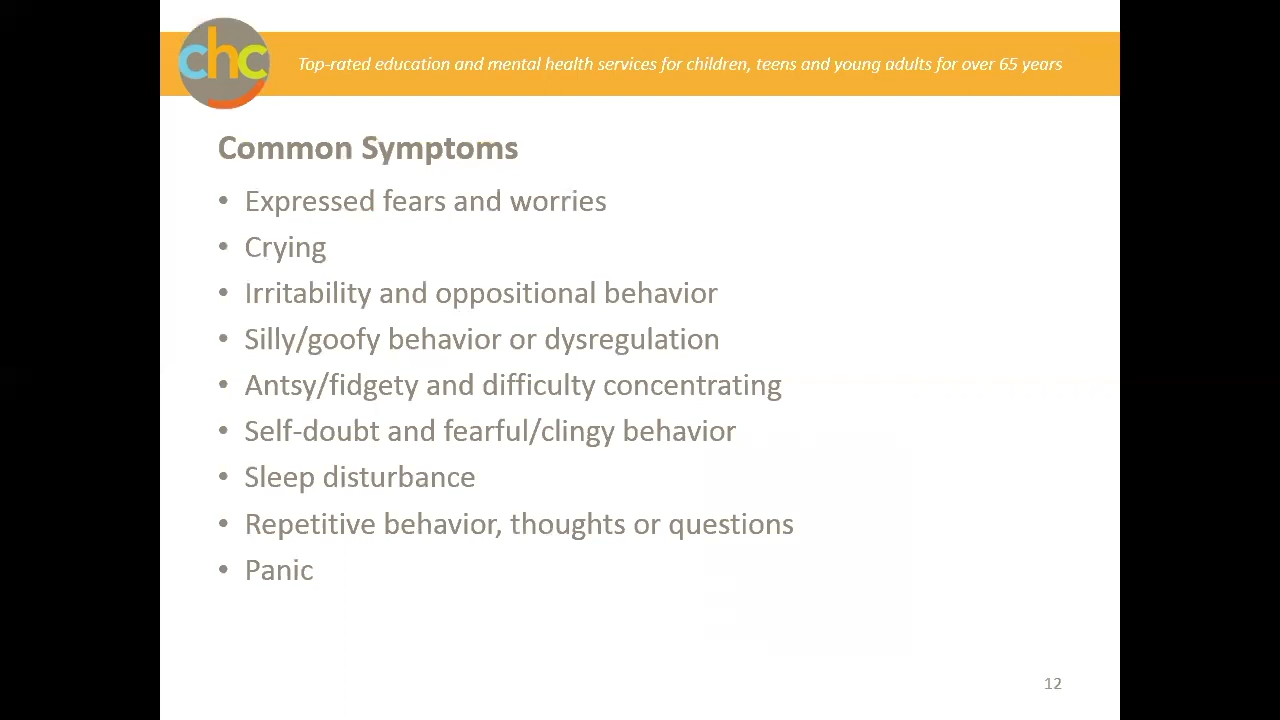 chc
Top-rated education and mental health services for children, teens and young adults for over 65 years
Common Symptoms
• Expressed fears and worries
• Crying
• Irritability and oppositional behavior
• Silly/goofy behavior or dysregulation
• Antsy/fidgety and difficulty concentrating
• Self-doubt and fearful/clingy behavior
• Sleep disturbance
• Repetitive behavior, thoughts or questions
• Panic
12